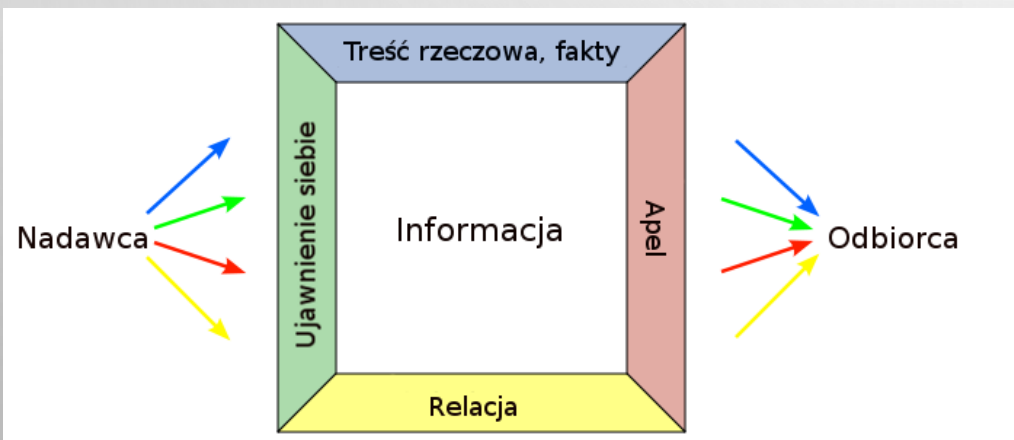 Treść rzeczowa, fakty
Ujawnienie siebie
Nadawca
Informacja
Apel
Odbiorca
Relacja